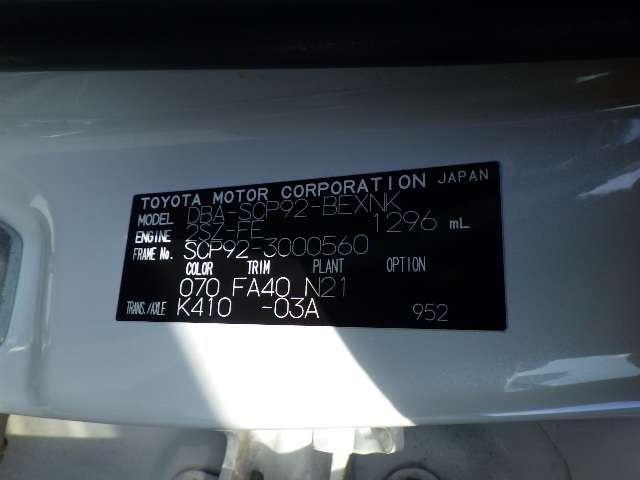 TOYOTA MOTOR CORPORATION JAPAN
MODEL DBA-SCP92-BEXNK
ENGINE 2SZ-FE 1296 mL
FRAME No. SCP92-3000560
COLOR TRIM PLANT OPTION
070 FA40 N21
TRANS./AXLE K410 -03A 952